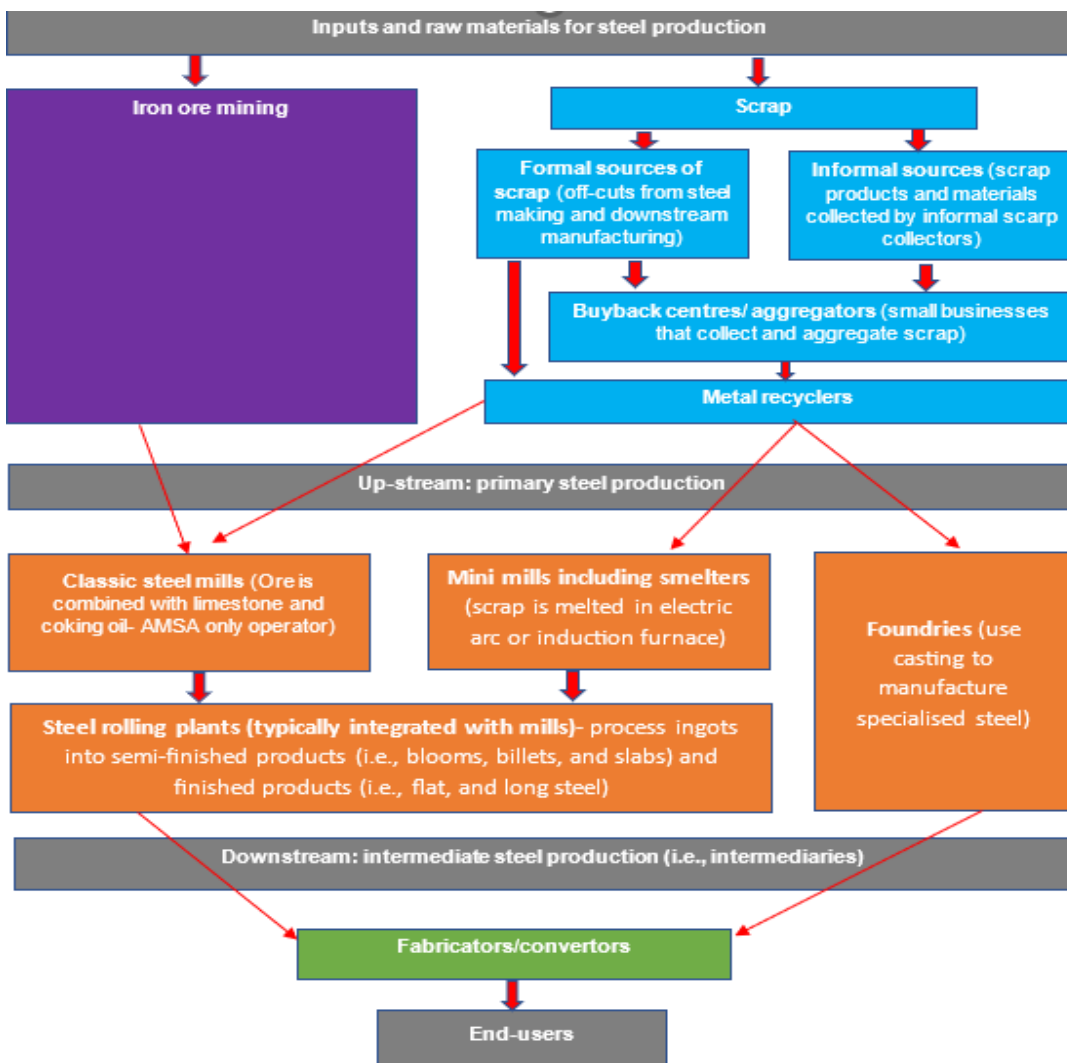 Inputs and raw materials for steel production
Iron ore mining
Scrap
Formal sources of
scrap (off-cuts from steel
making and downstream
manufacturing)
Informal sources (scrap
products and materials
collected by informal scarp
collectors)
Buyback centres/ aggregators (small businesses
that collect and aggregate scrap)
Metal recyclers
Up-stream: primary steel production
Classic steel mills (Ore is
combined with limestone and
coking oil- AMSA only operator)
Mini mills including smelters
(scrap is melted in electric
arc or induction furnace)
Foundries (use
casting to
manufacture
specialised steel)
Steel rolling plants (typically integrated with mills)- process ingots
into semi-finished products (i.e., blooms, billets, and slabs) and
finished products (i.e., flat, and long steel)
Downstream: intermediate steel production (i.e., intermediaries)
Fabricators/convertors
End-users